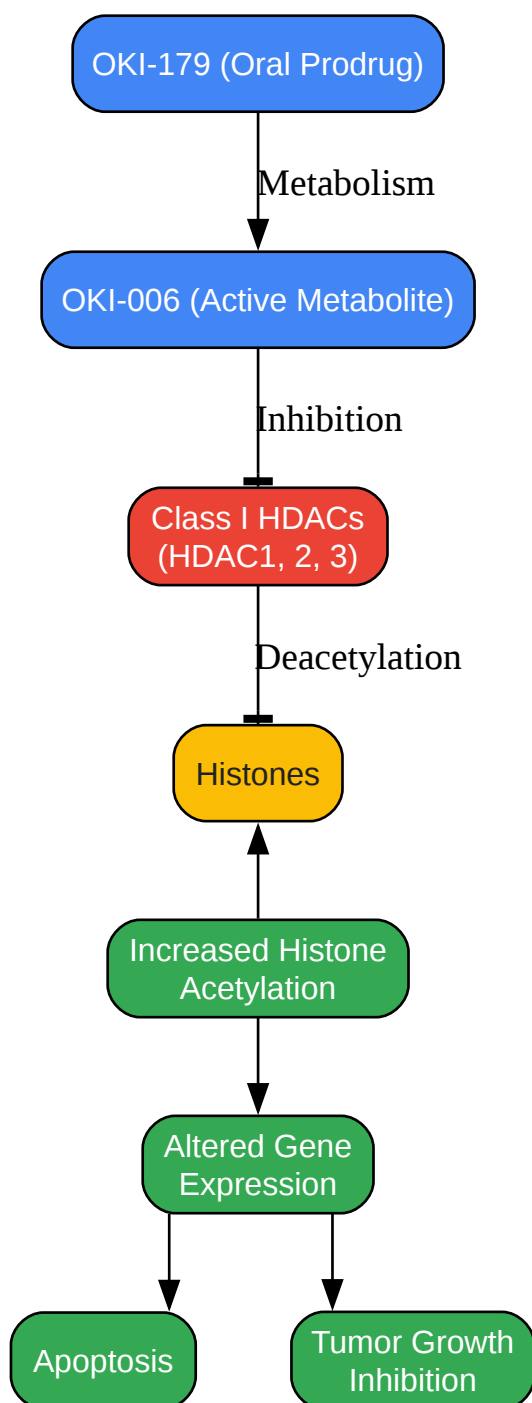 OKI-179 (Oral Prodrug)
Metabolism
OKI-006 (Active Metabolite)
Inhibition
Class I HDACs
(HDAC1, 2, 3)
Deacetylation
Histones
Increased Histone
Acetylation
Altered Gene
Expression
Apoptosis
Tumor Growth
Inhibition